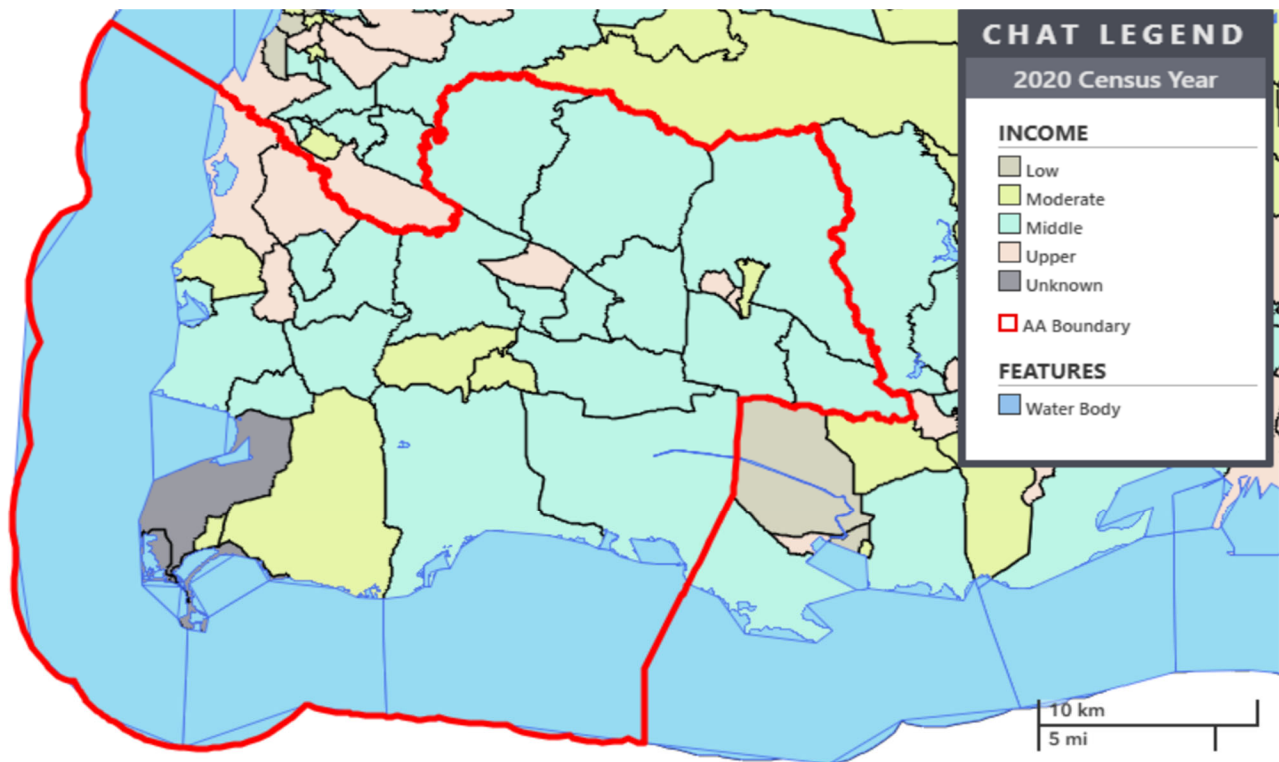 CHAT LEGEND
2020 Census Year
INCOME
Low
Moderate
Middle
Upper
Unknown
AA Boundary
FEATURES
Water Body
10 km
5 mi